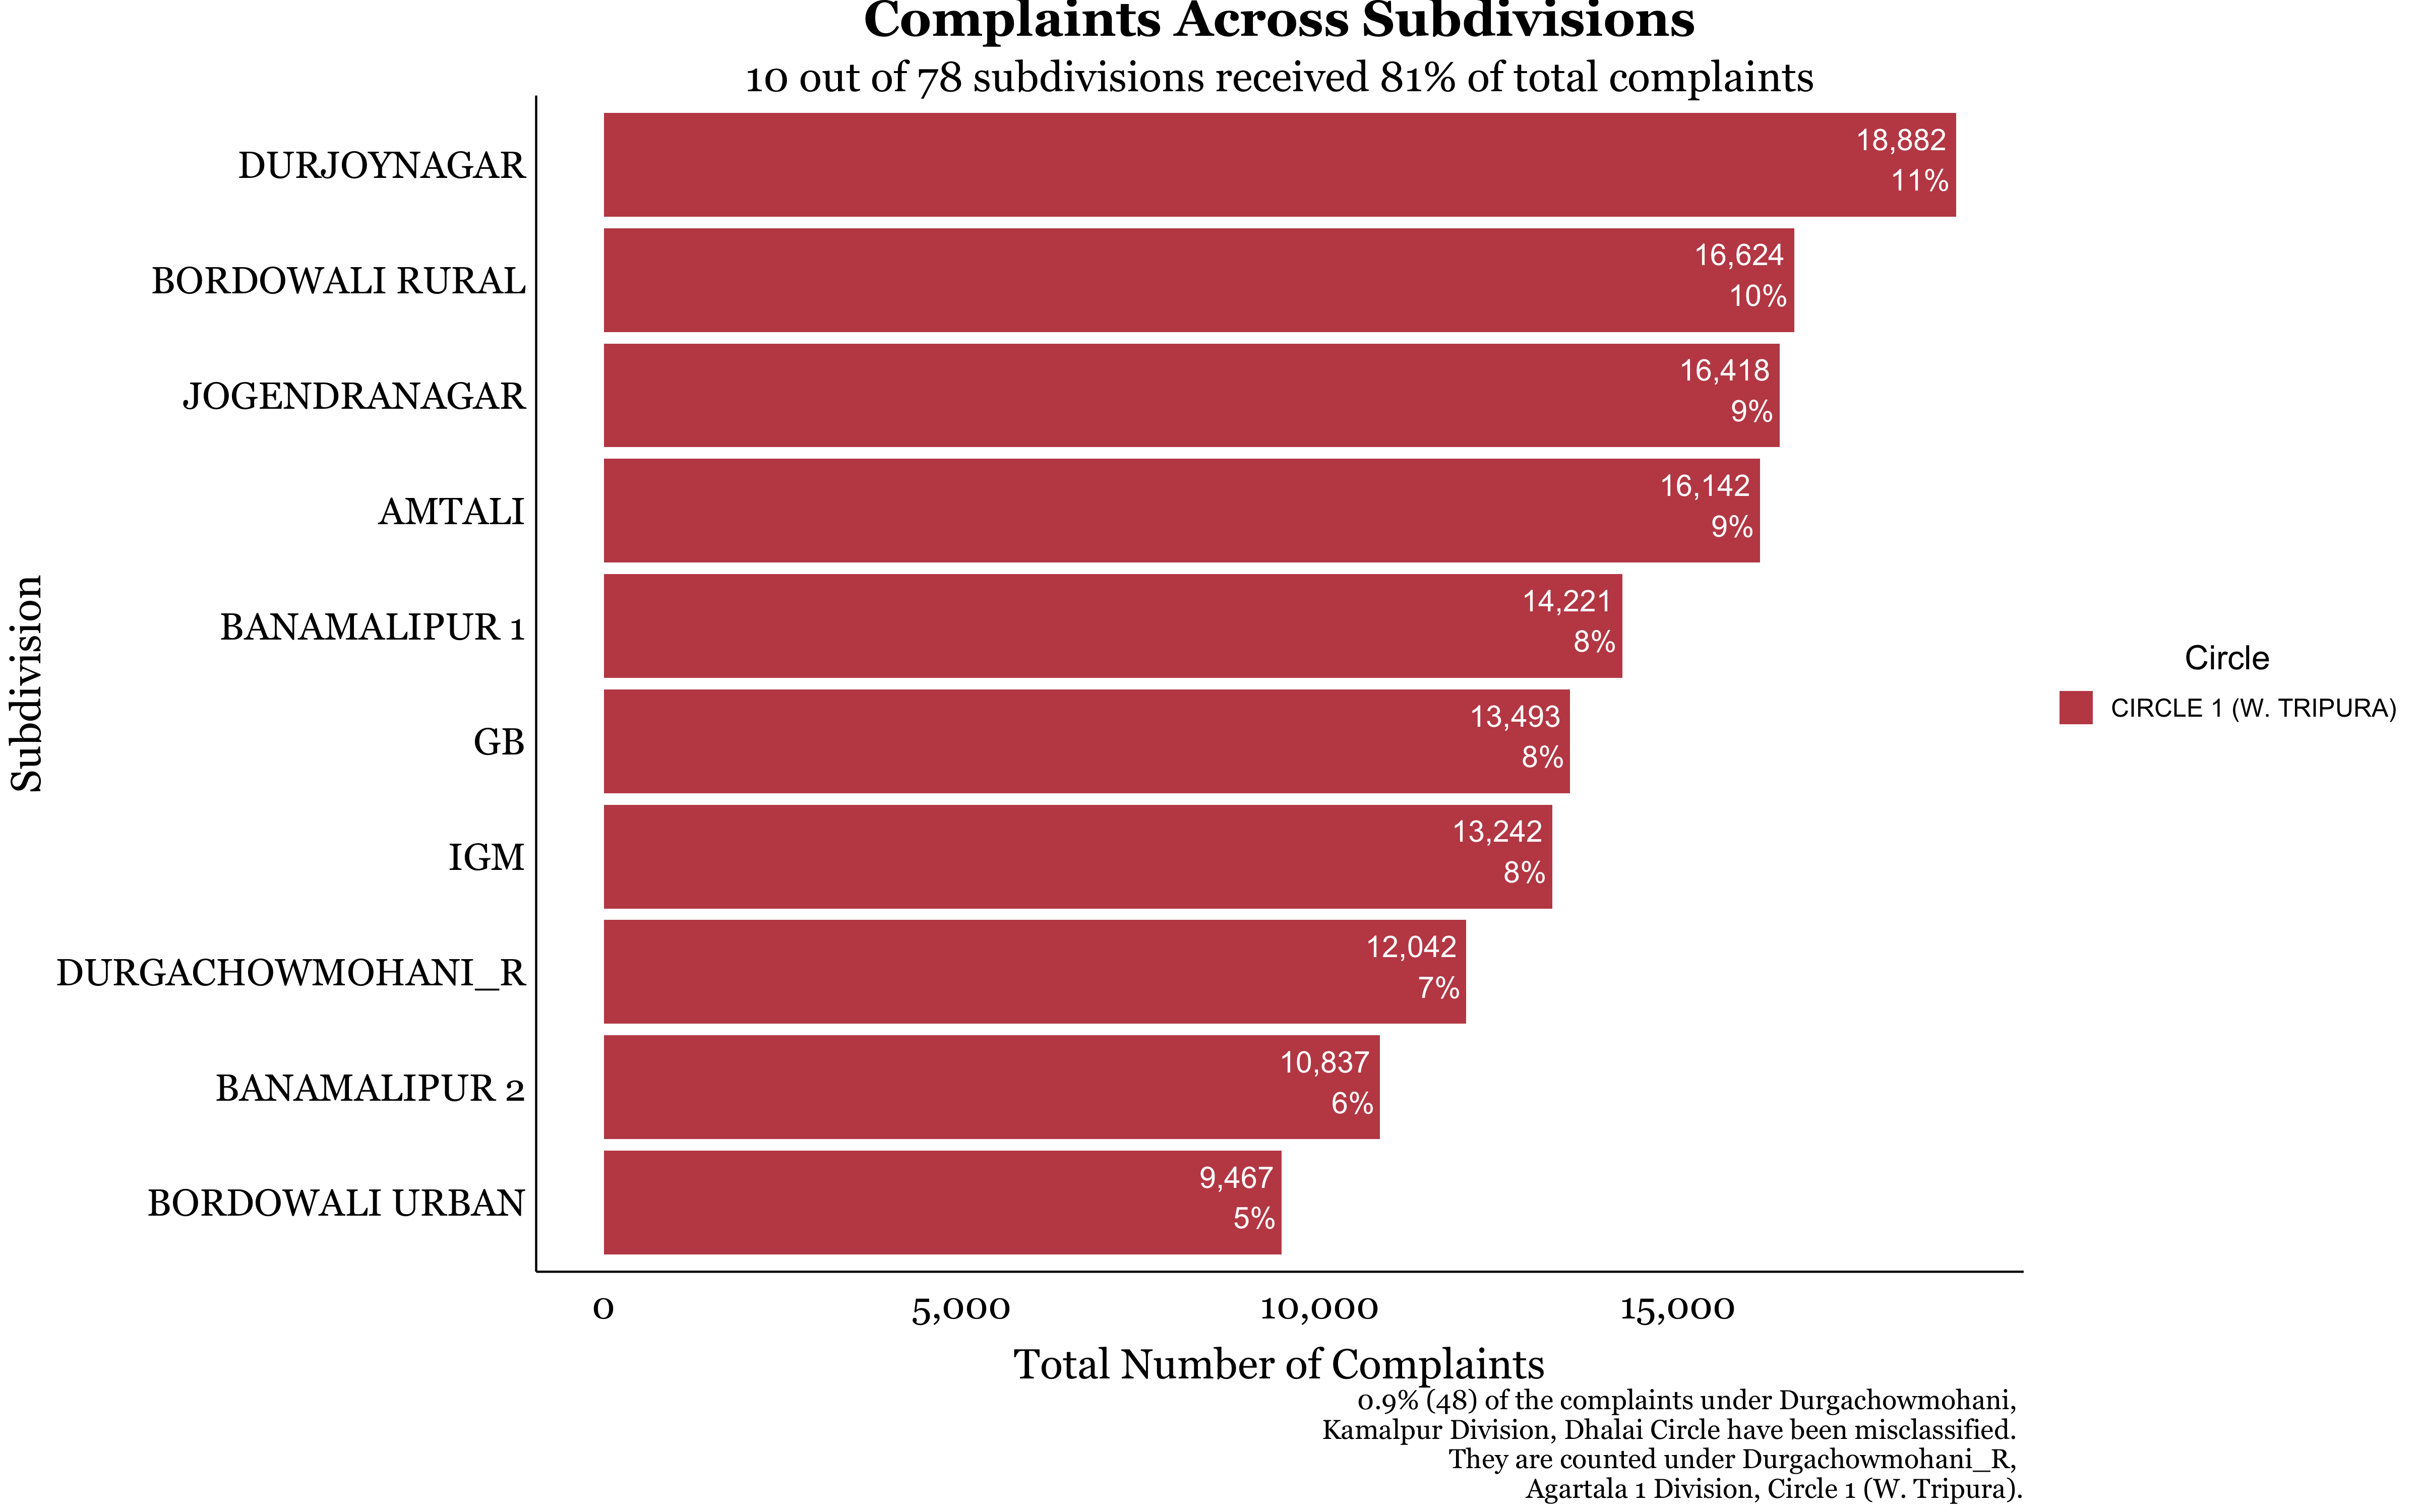 Complaints Across Subdivisions
10 out of 78 subdivisions received 81% of total complaints
Subdivision
DURJOYNAGAR
18,882
11%
BORDOWALI RURAL
16,624
10%
JOGENDRANAGAR
16,418
9%
AMTALI
16,142
9%
BANAMALIPUR 1
14,221
8%
GB
13,493
8%
IGM
13,242
8%
DURGACHOWMOHANI_R
12,042
7%
BANAMALIPUR 2
10,837
6%
BORDOWALI URBAN
9,467
5%
0 5,000 10,000 15,000
Total Number of Complaints
Circle
CIRCLE 1 (W. TRIPURA)
0.9% (48) of the complaints under Durgachowmohani,
Kamalpur Division, Dhalai Circle have been misclassified.
They are counted under Durgachowmohani_R,
Agartala 1 Division, Circle 1 (W. Tripura).